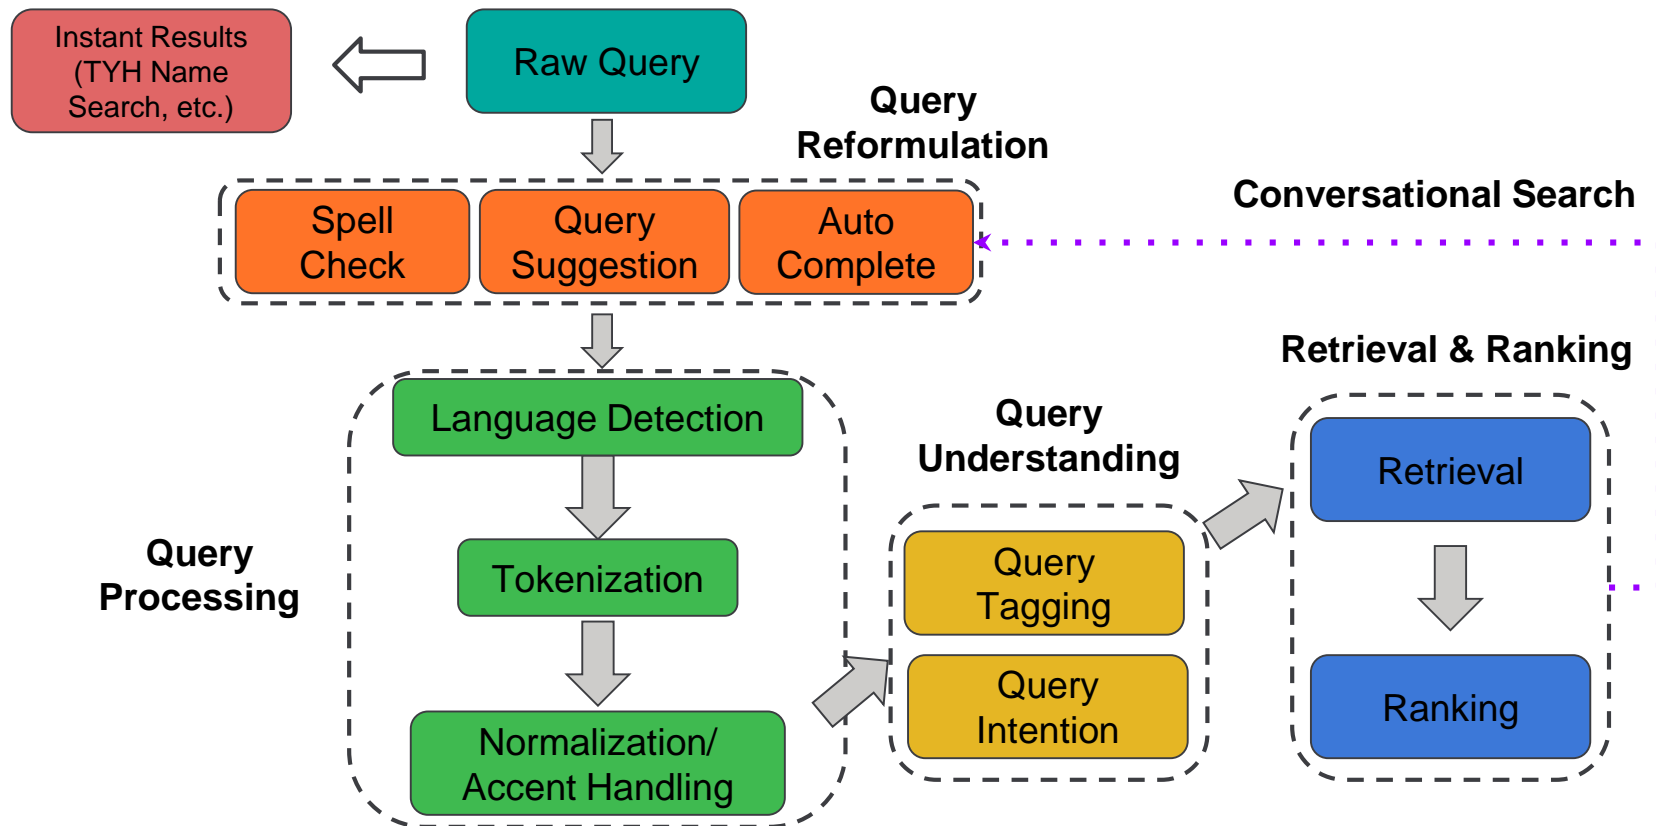 Instant Results
(TYH Name
Search, etc.)
Raw Query
Query
Reformulation
Spell
Check
Query
Suggestion
Auto
Complete
Conversational Search
Language Detection
Tokenization
Normalization/
Accent Handling
Query
Processing
Query
Understanding
Query
Tagging
Query
Intention
Retrieval & Ranking
Retrieval
Ranking